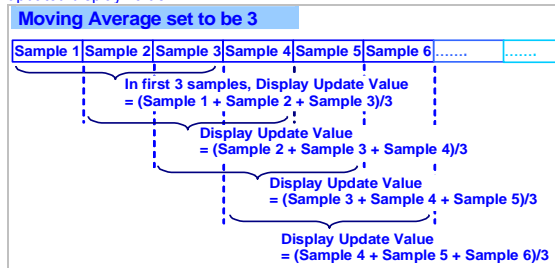 Moving Average set to be 3
Sample 1 Sample 2 Sample 3 Sample 4 Sample 5 Sample 6 ....... .......
In first 3 samples, Display Update Value
= (Sample 1 + Sample 2 + Sample 3)/3
Display Update Value
= (Sample 2 + Sample 3 + Sample 4)/3
Display Update Value
= (Sample 3 + Sample 4 + Sample 5)/3
Display Update Value
= (Sample 4 + Sample 5 + Sample 6)/3